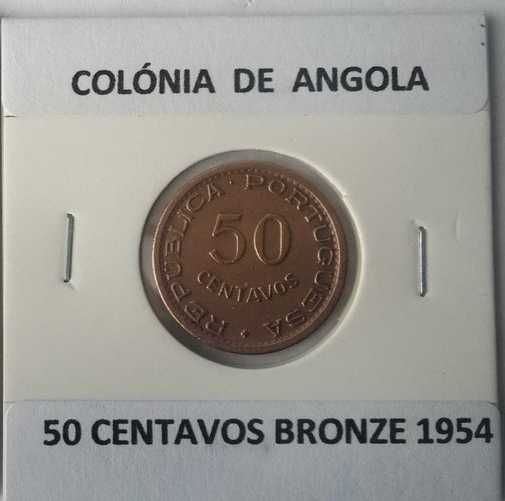 COLÓNIA DE ANGOLA
REPUBLICA · PORTUGUESA
50
CENTAVOS
50 CENTAVOS BRONZE 1954